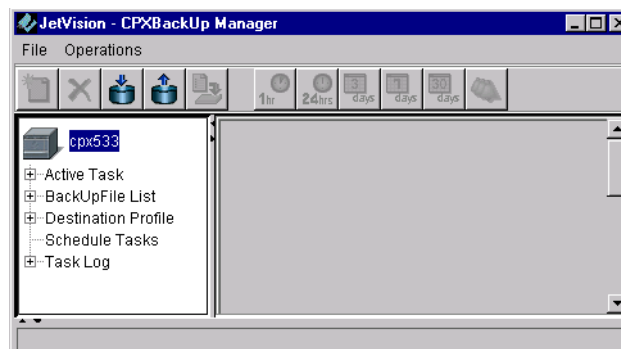 JetVision - CPXBackUp Manager
File Operations
1hr 24hrs 3 days 7 days 30 days
cpx533
Active Task
BackUpFile List
Destination Profile
Schedule Tasks
Task Log